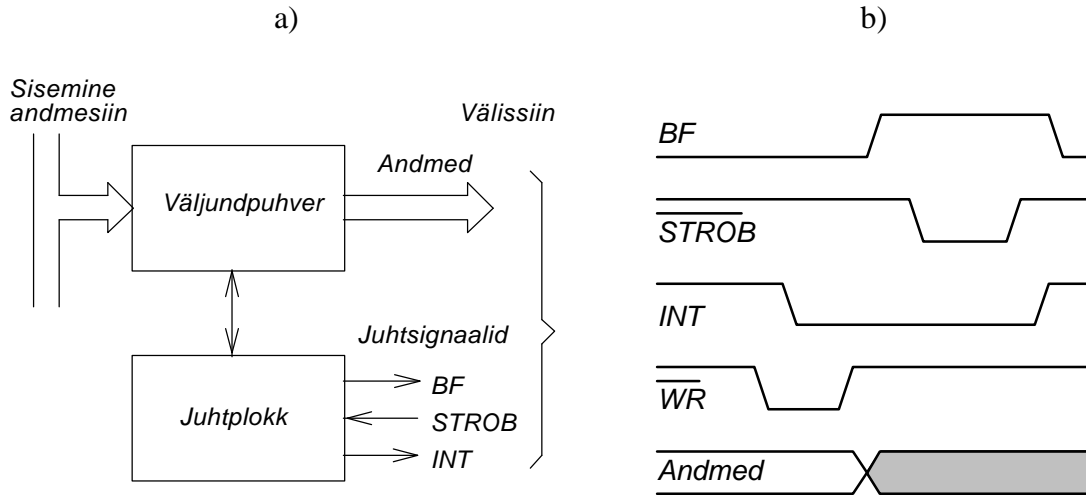 a)
Sisemine
andmesiin
Välissiin
Andmed
Väljundpuhver
Juhtsignaalid
BF
Juhtplokk
STROB
INT
b)
BF
STROB
INT
WR
Andmed